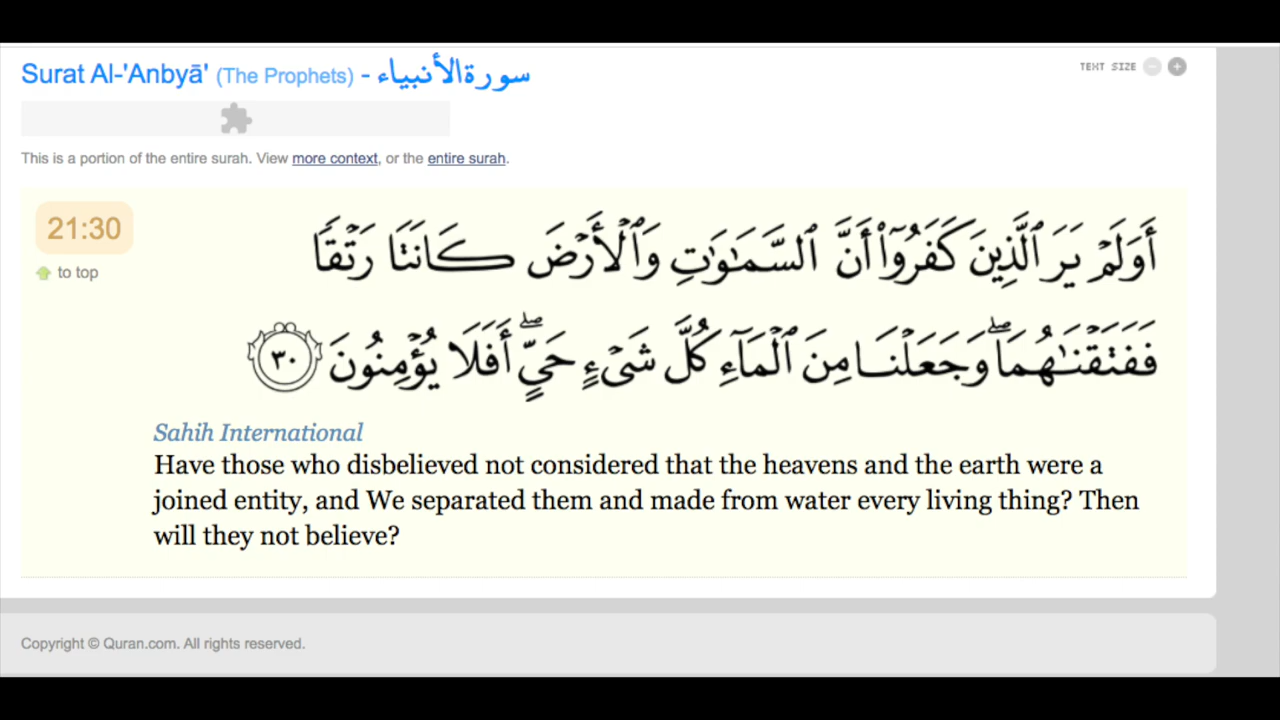 Surat Al-'Anbyā' (The Prophets) - سورة الأنبياء
TEXT SIZE - +
This is a portion of the entire surah. View more context, or the entire surah.
21:30
to top
أَوَلَمْ يَرَ ٱلَّذِينَ كَفَرُوٓا۟ أَنَّ ٱلسَّمَـٰوَٰتِ وَٱلْأَرْضَ كَانَتَا رَتْقًا
فَفَتَقْنَـٰهُمَا ۖ وَجَعَلْنَا مِنَ ٱلْمَآءِ كُلَّ شَىْءٍ حَىٍّ ۖ أَفَلَا يُؤْمِنُونَ ٣٠
Sahih International
Have those who disbelieved not considered that the heavens and the earth were a
joined entity, and We separated them and made from water every living thing? Then
will they not believe?
Copyright © Quran.com. All rights reserved.